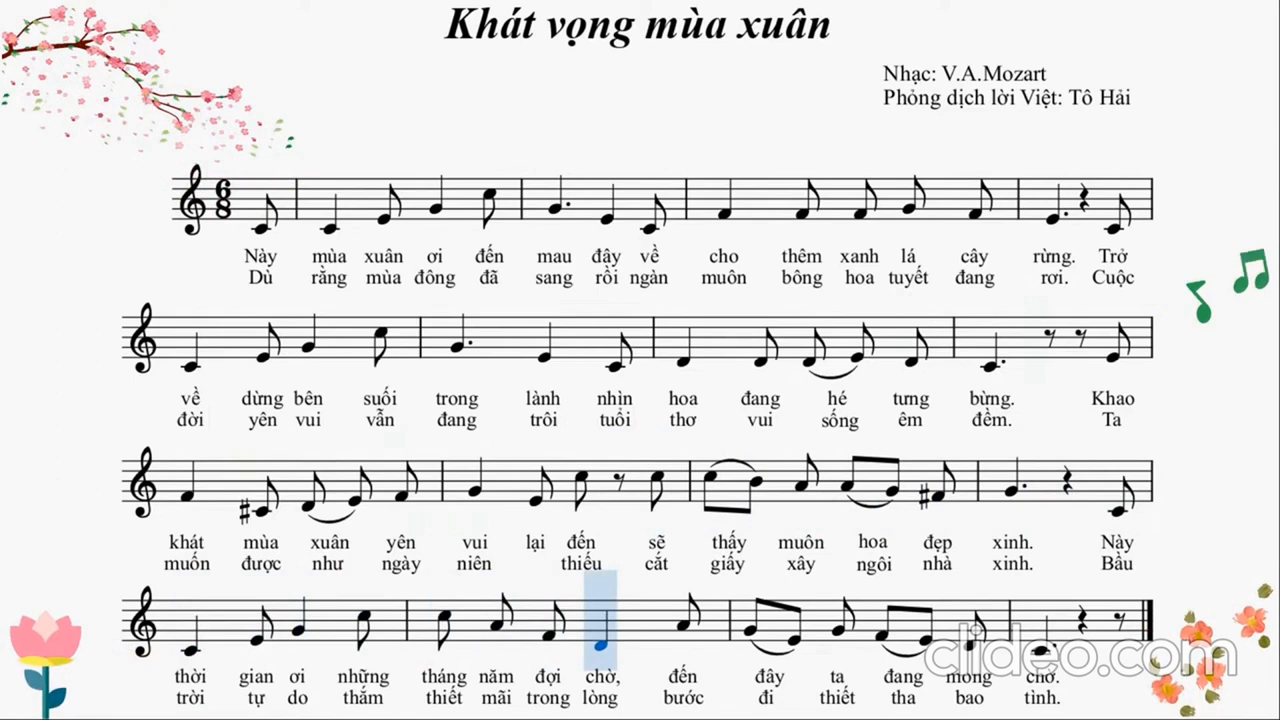 Khát vọng mùa xuân
Nhạc: V.A.Mozart
Phỏng dịch lời Việt: Tô Hải
6
8
Này mùa xuân ơi đến mau đây về cho thêm xanh lá cây rừng. Trở
Dù rằng mùa đông đã sang rồi ngàn muôn bông hoa tuyết đang rơi. Cuộc
về dừng bên suối trong lành nhìn hoa đang hé tưng bừng. Khao
đời yên vui vẫn đang trôi tuổi thơ vui sống êm đềm. Ta
khát mùa xuân yên vui lại đến sẽ thấy muôn hoa đẹp xinh. Này
muốn được như ngày niên thiếu cắt giấy xây ngôi nhà xinh. Bầu
thời gian ơi những tháng năm đợi chờ, đến đây ta đang mong chờ.
trời tự do thắm thiết mãi trong lòng bước đi thiết tha bao tình.
clideo.com